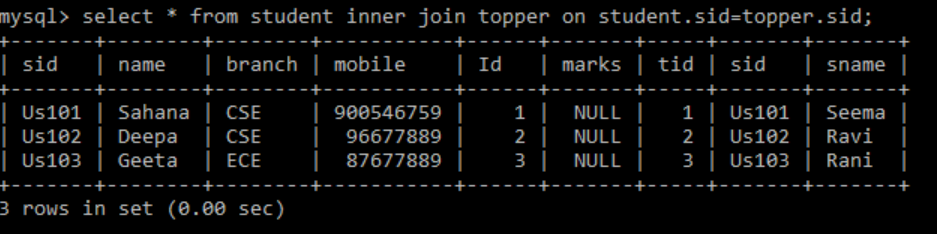 mysql> select * from student inner join topper on student.sid=topper.sid;
+-------+--------+--------+-----------+------+-------+-----+-------+-------+
| sid   | name   | branch | mobile    | Id   | marks | tid | sid   | sname |
+-------+--------+--------+-----------+------+-------+-----+-------+-------+
| Us101 | Sahana | CSE    | 900546759 |    1 |  NULL |   1 | Us101 | Seema |
| Us102 | Deepa  | CSE    |  96677889 |    2 |  NULL |   2 | Us102 | Ravi  |
| Us103 | Geeta  | ECE    |  87677889 |    3 |  NULL |   3 | Us103 | Rani  |
+-------+--------+--------+-----------+------+-------+-----+-------+-------+
3 rows in set (0.00 sec)